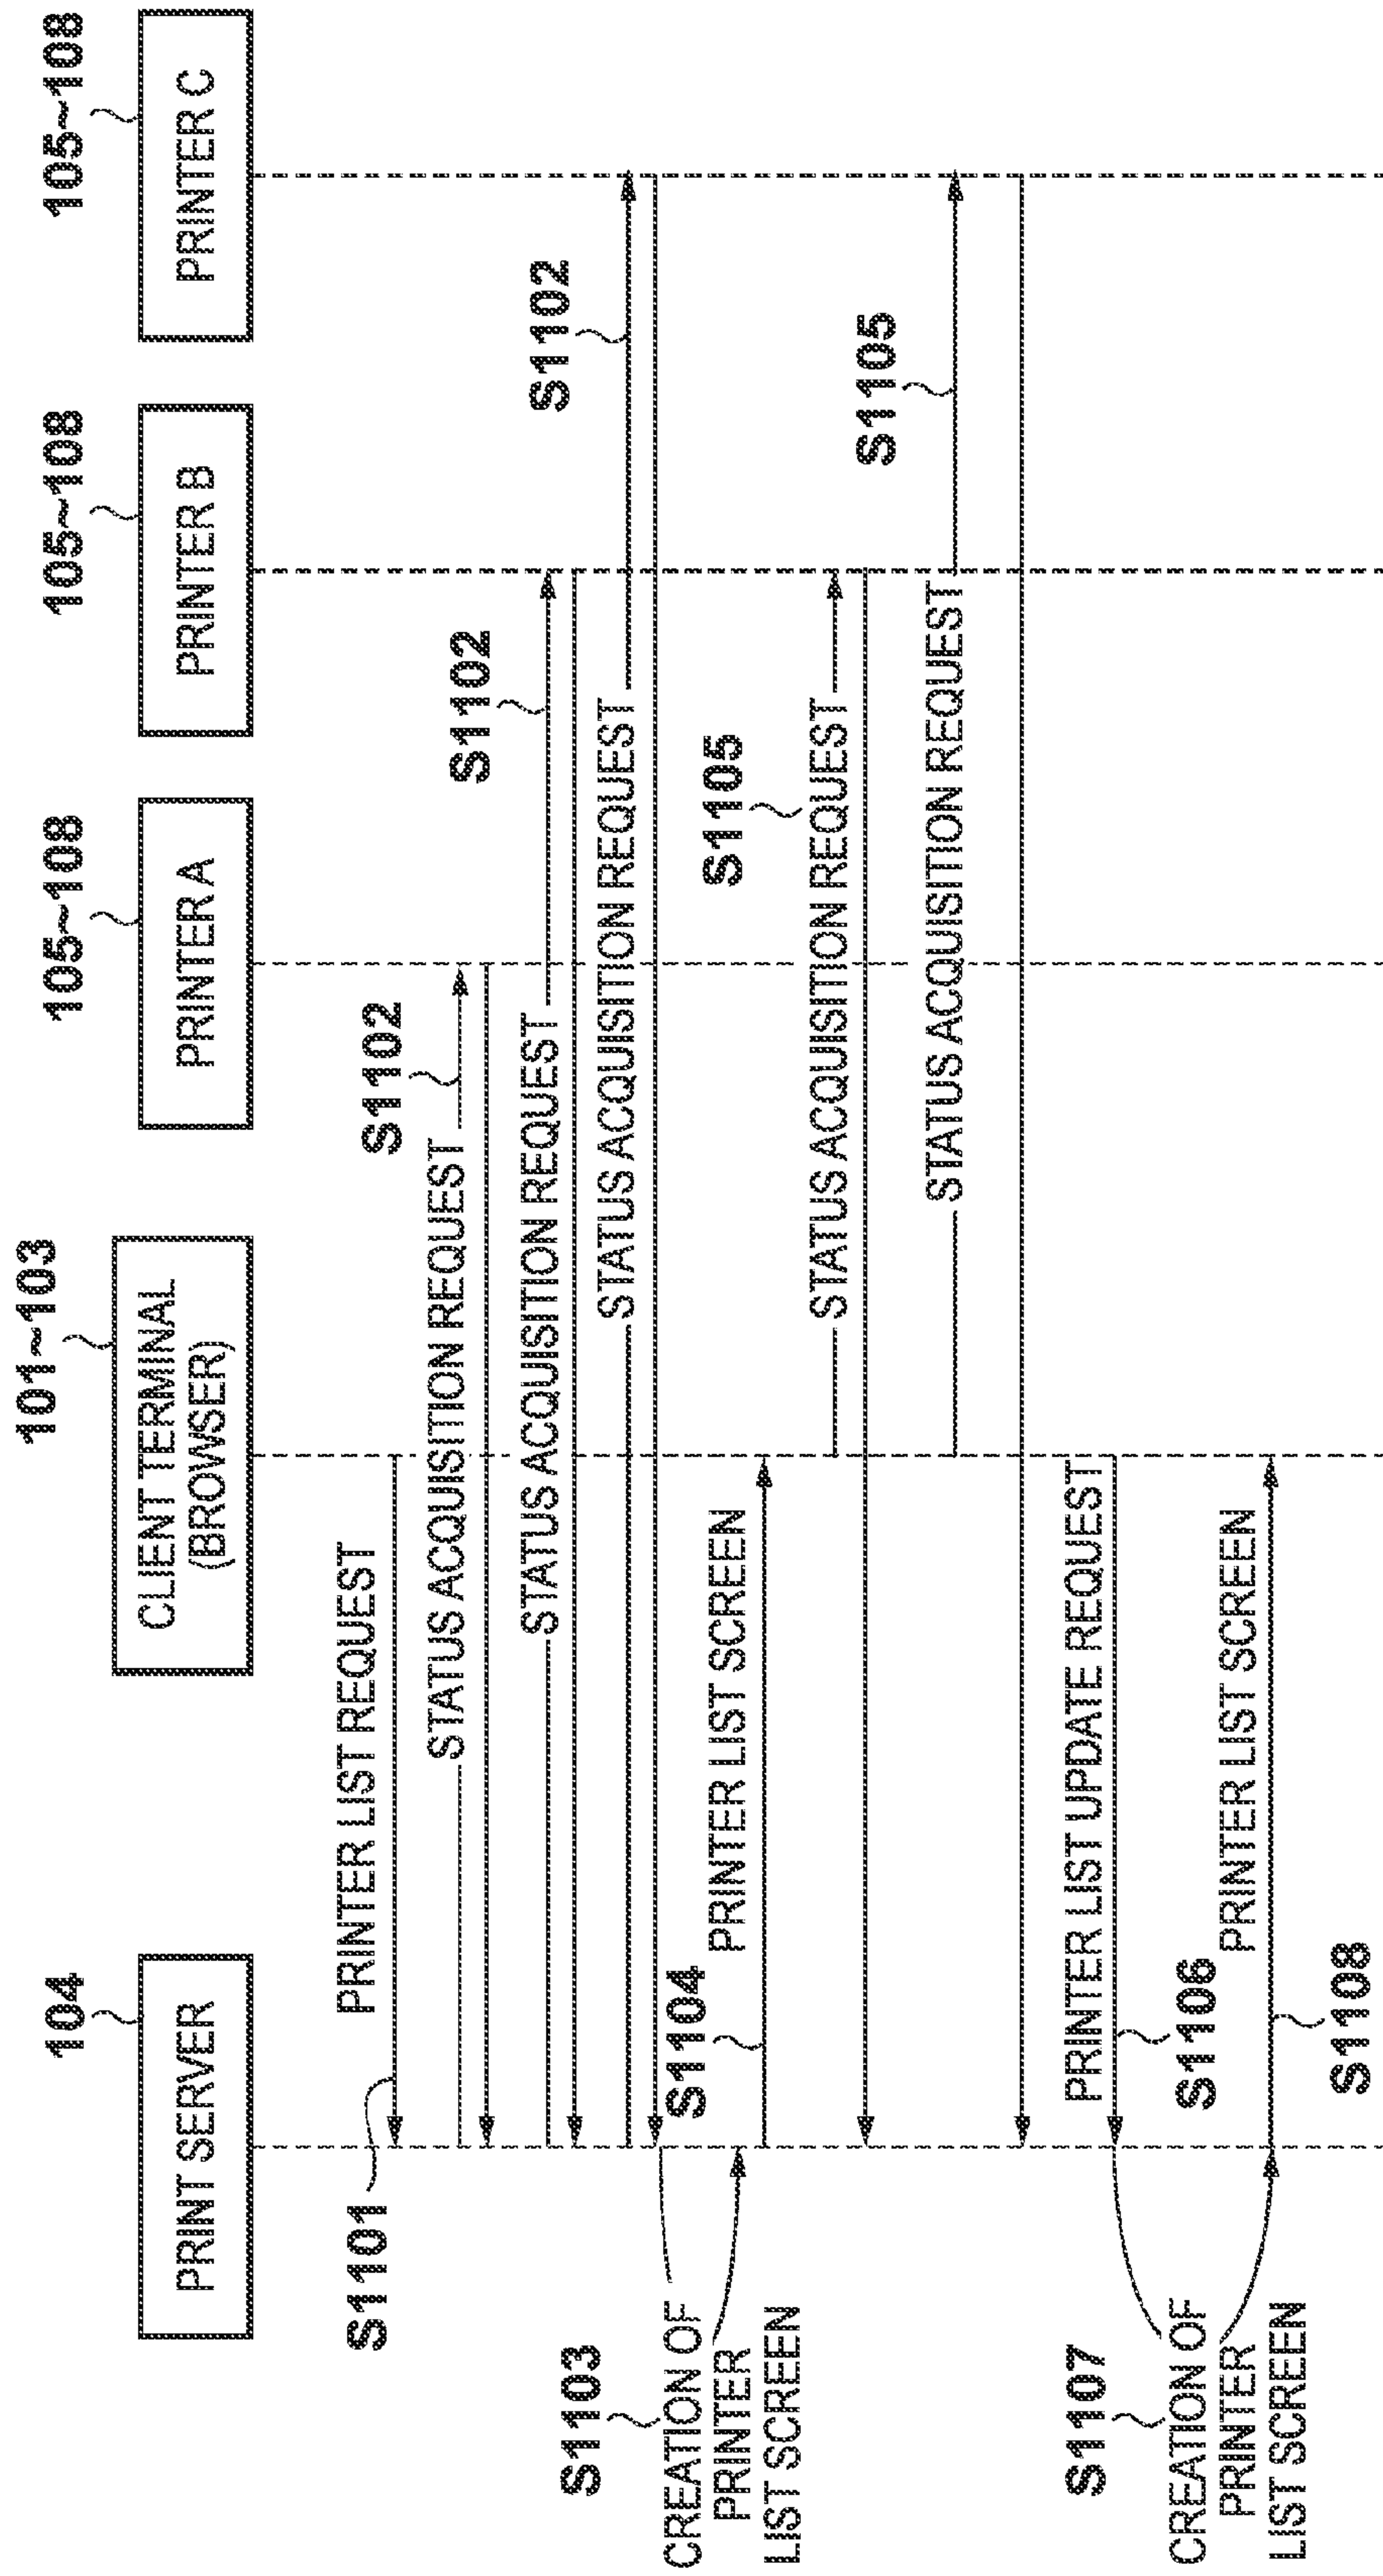 104
PRINT SERVER
101~103
CLIENT TERMINAL
(BROWSER)
105~108
PRINTER A
105~108
PRINTER B
105~108
PRINTER C
S1101
PRINTER LIST REQUEST
S1102
STATUS ACQUISITION REQUEST
S1102
STATUS ACQUISITION REQUEST
S1102
STATUS ACQUISITION REQUEST
S1103
CREATION OF
PRINTER
LIST SCREEN
S1104
PRINTER LIST SCREEN
S1105
STATUS ACQUISITION REQUEST
S1105
STATUS ACQUISITION REQUEST
PRINTER LIST UPDATE REQUEST
S1106
S1107
CREATION OF
PRINTER
LIST SCREEN
PRINTER LIST SCREEN
S1108